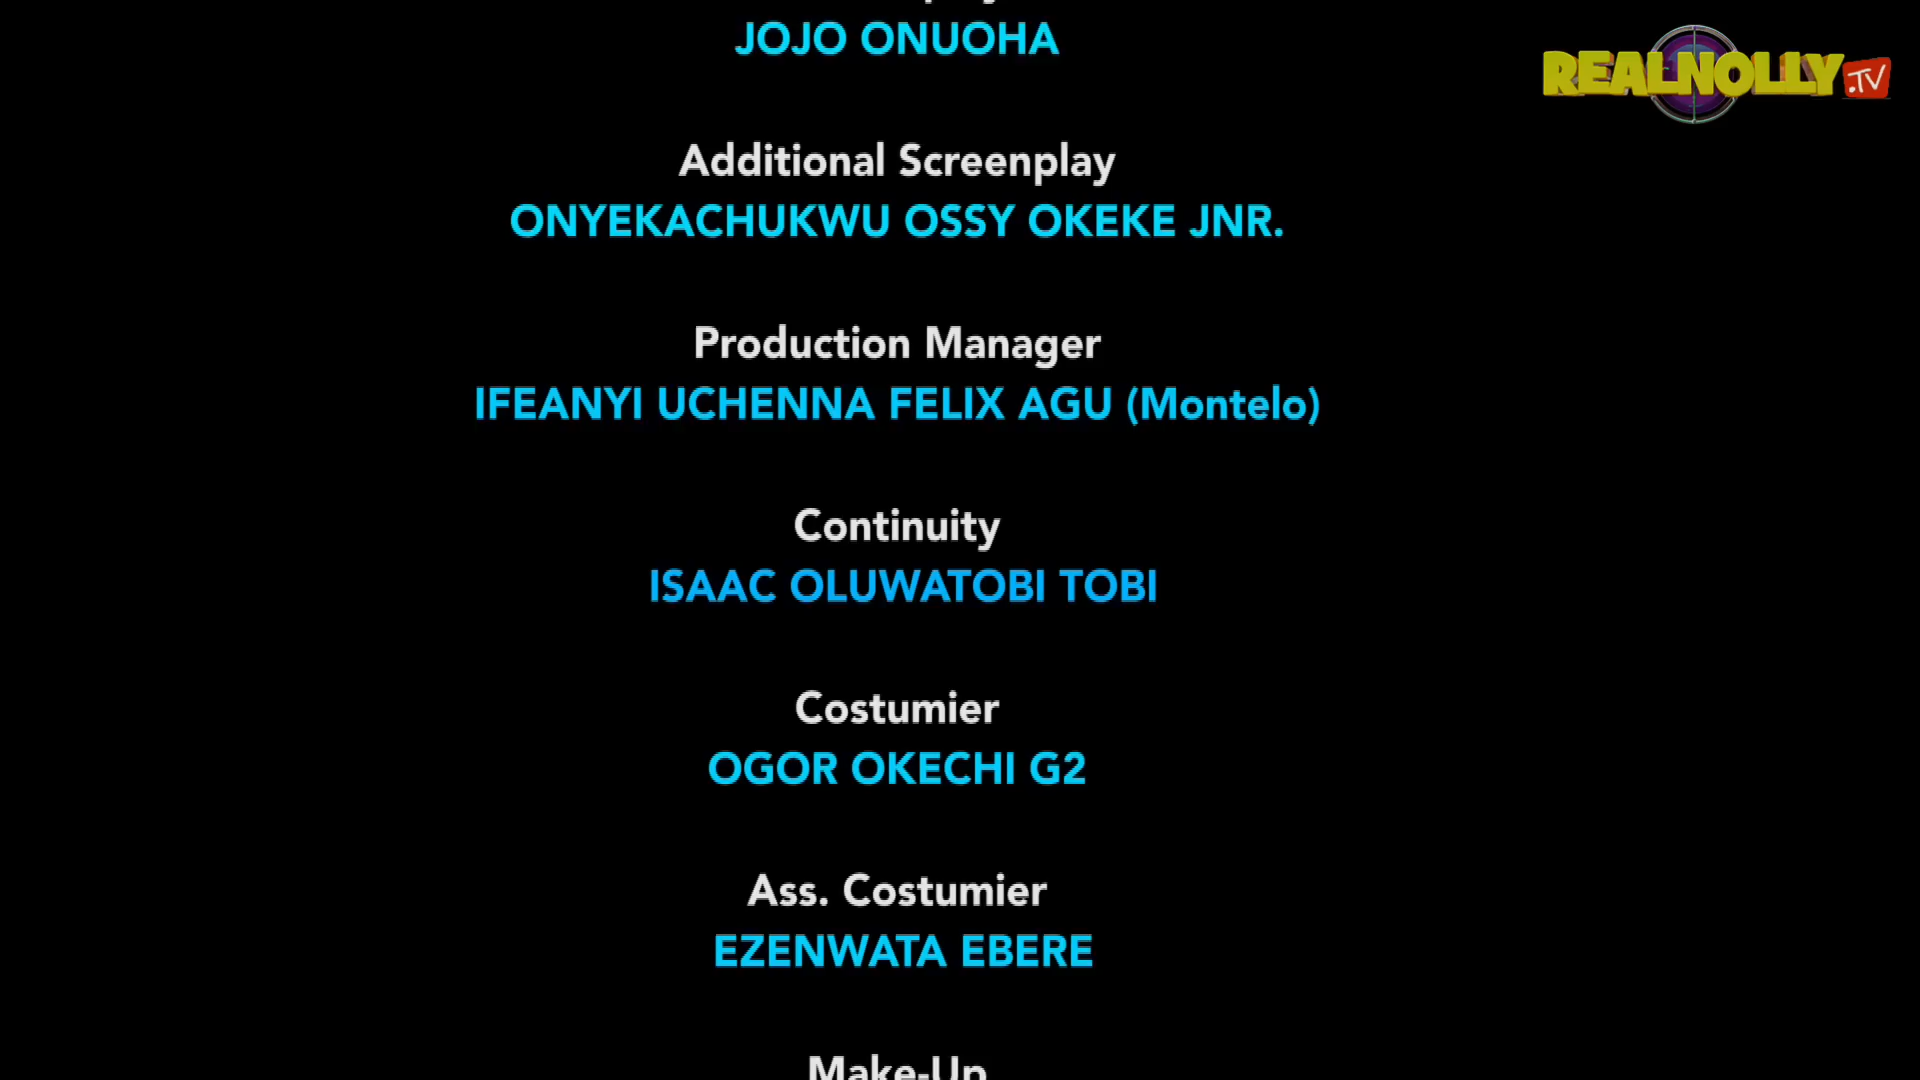 JOJO ONUOHA
REALNOLLY.TV
Additional Screenplay
ONYEKACHUKWU OSSY OKEKE JNR.
Production Manager
IFEANYI UCHENNA FELIX AGU (Montelo)
Continuity
ISAAC OLUWATOBI TOBI
Costumier
OGOR OKECHI G2
Ass. Costumier
EZENWATA EBERE
Make-Up